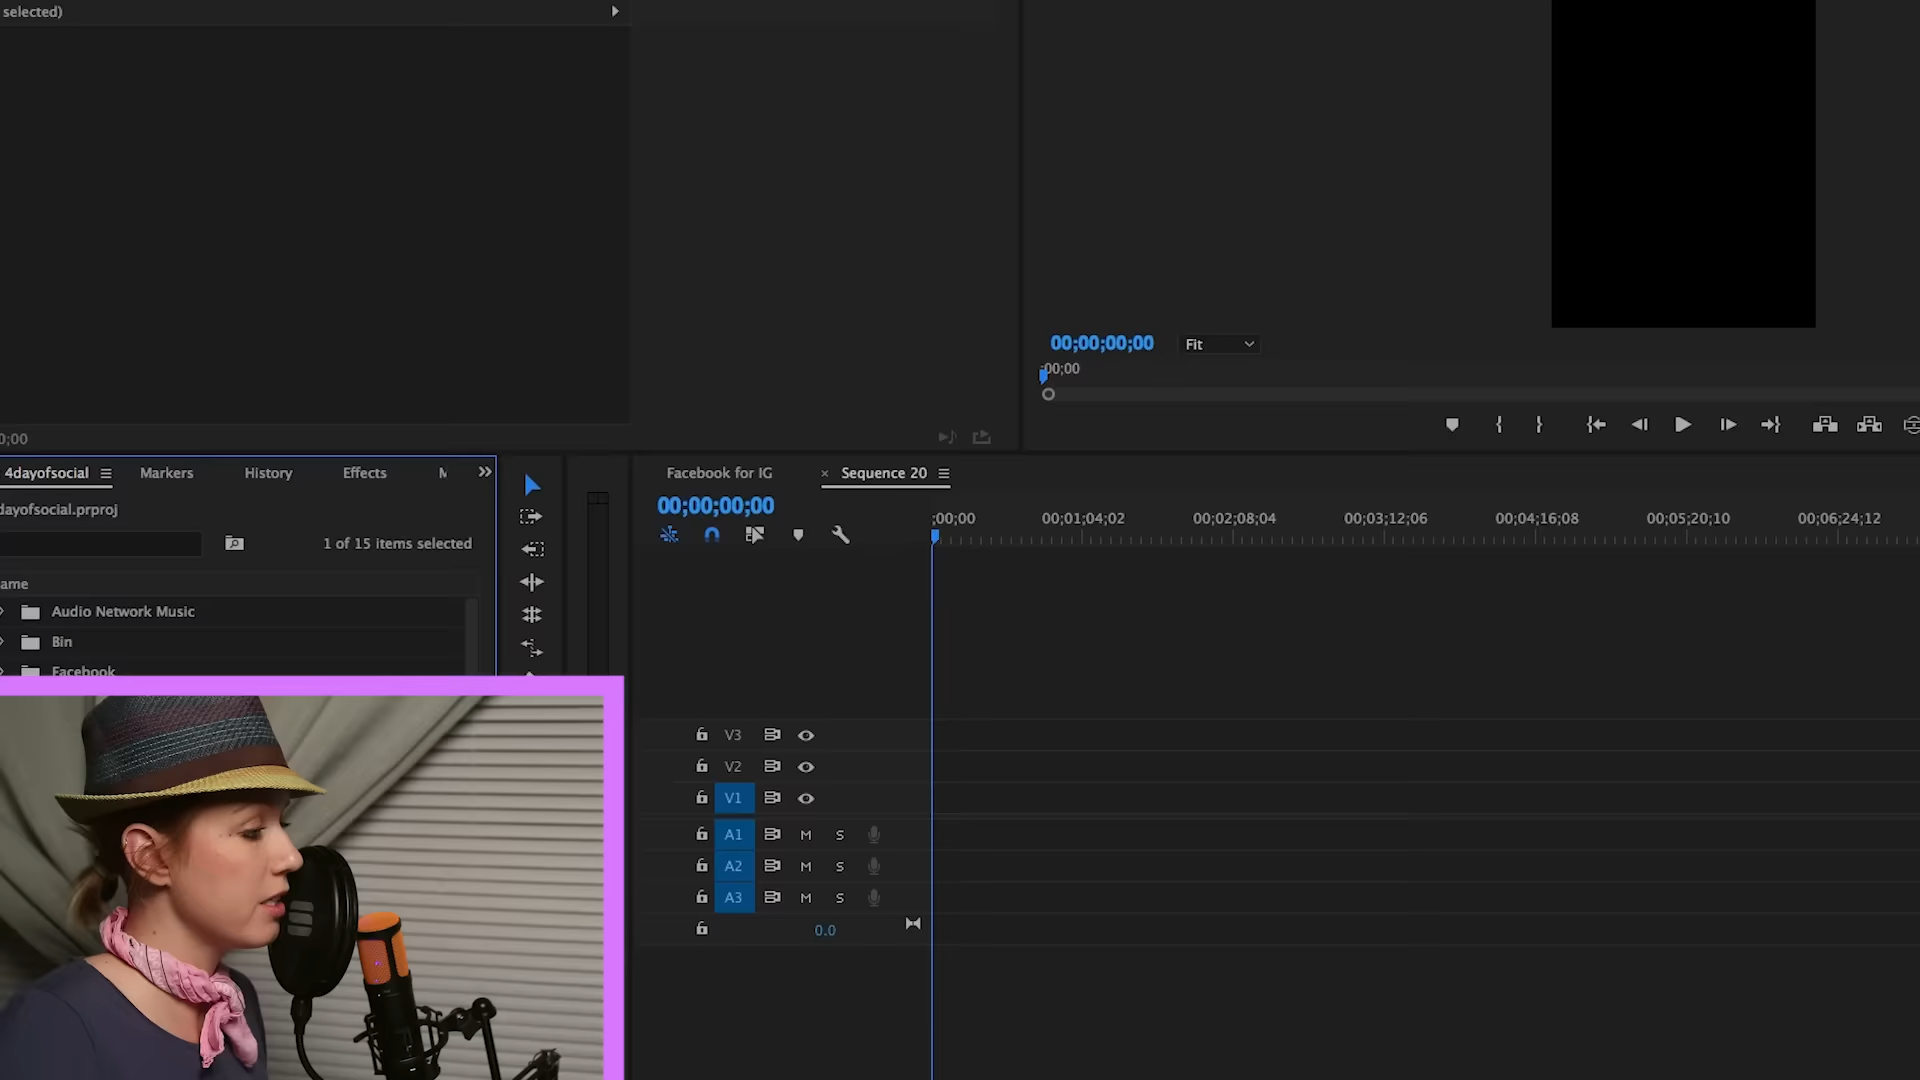 selected)
00;00;00;00 Fit
;00;00
0;00
4dayofsocial Markers History Effects M
dayofsocial.prproj
1 of 15 items selected
ame
Audio Network Music
Bin
Facebook
Facebook for IG × Sequence 20
00;00;00;00
;00;00 00;01;04;02 00;02;08;04 00;03;12;06 00;04;16;08 00;05;20;10 00;06;24;12
V3
V2
V1
A1 M S
A2 M S
A3 M S
0.0